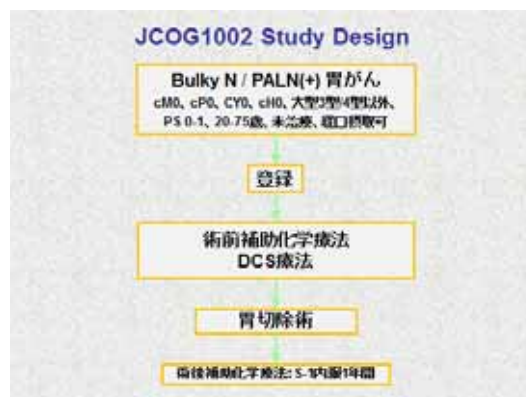 JCOG1002 Study Design
Bulky N / PALN(+) 胃がん
cM0、cP0、CY0、cH0、大型3型/4型以外、
PS 0-1、20-75歳、未治療、経口摂取可
登録
術前補助化学療法
DCS療法
胃切除術
術後補助化学療法: S-1内服1年間